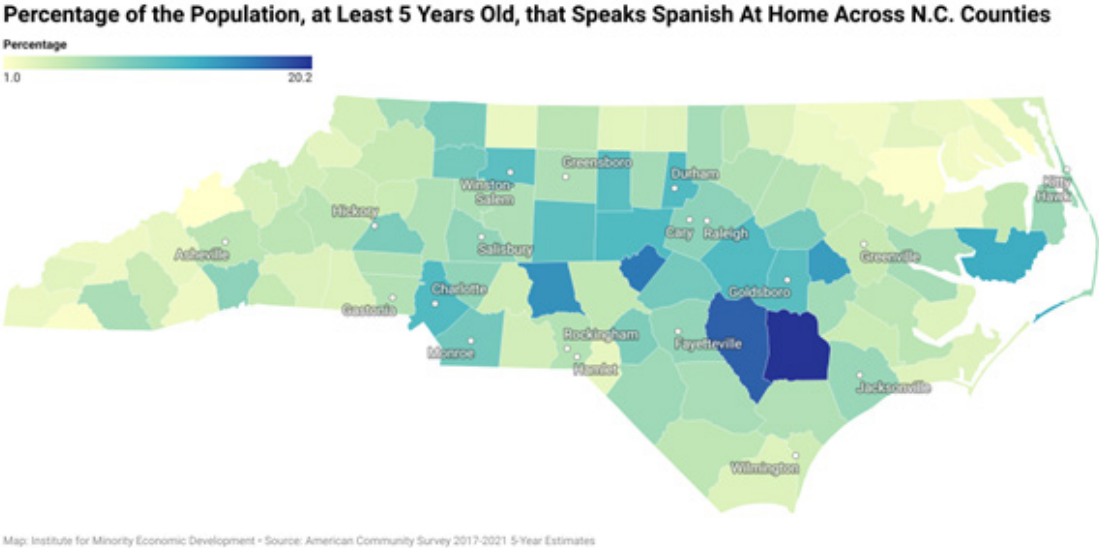 Percentage of the Population, at Least 5 Years Old, that Speaks Spanish At Home Across N.C. Counties
Percentage
1.0 20.2
Greensboro
Winston-
Salem
Durham
Kitty
Hawk
Hickory
Cary Raleigh
Salisbury
Asheville
Greenville
Charlotte
Goldsboro
Gastonia
Rockingham
Fayetteville
Monroe
Hamlet
Jacksonville
Wilmington
Map: Institute for Minority Economic Development • Source: American Community Survey 2017-2021 5-Year Estimates